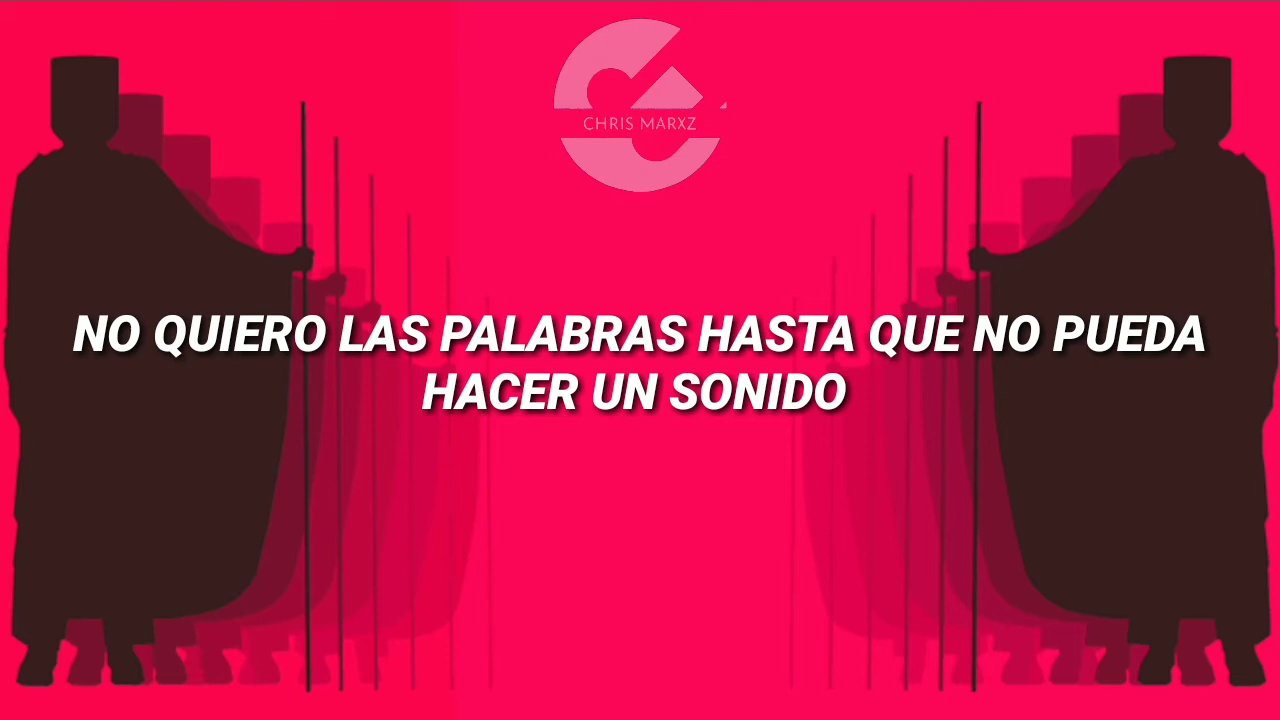 CHRIS MARXZ
NO QUIERO LAS PALABRAS HASTA QUE NO PUEDA
HACER UN SONIDO